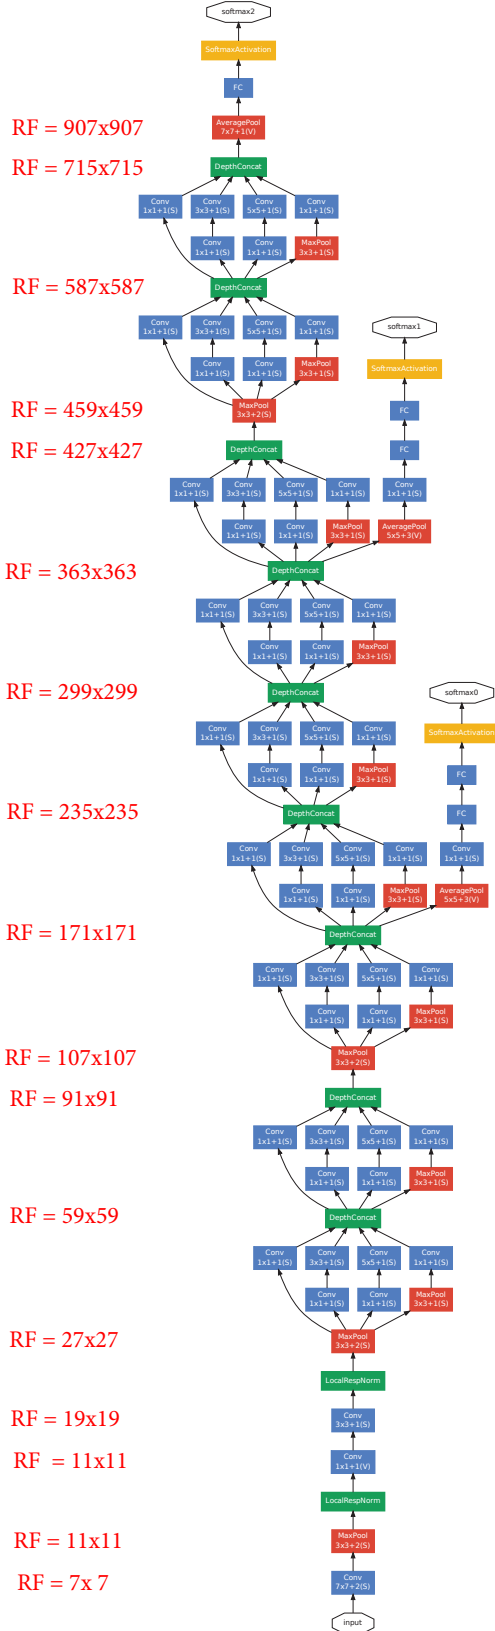 softmax2
SoftmaxActivation
FC
RF = 907x907
AveragePool
7x7+1(V)
RF = 715x715
DepthConcat
Conv Conv Conv Conv
1x1+1(S) 3x3+1(S) 5x5+1(S) 1x1+1(S)
Conv Conv MaxPool
1x1+1(S) 1x1+1(S) 3x3+1(S)
RF = 587x587
DepthConcat
Conv Conv Conv Conv
1x1+1(S) 3x3+1(S) 5x5+1(S) 1x1+1(S)
softmax1
Conv Conv MaxPool
1x1+1(S) 1x1+1(S) 3x3+1(S)
SoftmaxActivation
RF = 459x459
MaxPool
3x3+2(S)
FC
RF = 427x427
DepthConcat
FC
Conv Conv Conv Conv Conv
1x1+1(S) 3x3+1(S) 5x5+1(S) 1x1+1(S) 1x1+1(S)
Conv Conv MaxPool AveragePool
1x1+1(S) 1x1+1(S) 3x3+1(S) 5x5+3(V)
RF = 363x363
DepthConcat
Conv Conv Conv Conv
1x1+1(S) 3x3+1(S) 5x5+1(S) 1x1+1(S)
Conv Conv MaxPool
1x1+1(S) 1x1+1(S) 3x3+1(S)
RF = 299x299
DepthConcat
softmax0
Conv Conv Conv Conv
1x1+1(S) 3x3+1(S) 5x5+1(S) 1x1+1(S)
SoftmaxActivation
Conv Conv MaxPool
1x1+1(S) 1x1+1(S) 3x3+1(S)
FC
RF = 235x235
DepthConcat
FC
Conv Conv Conv Conv Conv
1x1+1(S) 3x3+1(S) 5x5+1(S) 1x1+1(S) 1x1+1(S)
Conv Conv MaxPool AveragePool
1x1+1(S) 1x1+1(S) 3x3+1(S) 5x5+3(V)
RF = 171x171
DepthConcat
Conv Conv Conv Conv
1x1+1(S) 3x3+1(S) 5x5+1(S) 1x1+1(S)
Conv Conv MaxPool
1x1+1(S) 1x1+1(S) 3x3+1(S)
RF = 107x107
MaxPool
3x3+2(S)
RF = 91x91
DepthConcat
Conv Conv Conv Conv
1x1+1(S) 3x3+1(S) 5x5+1(S) 1x1+1(S)
Conv Conv MaxPool
1x1+1(S) 1x1+1(S) 3x3+1(S)
RF = 59x59
DepthConcat
Conv Conv Conv Conv
1x1+1(S) 3x3+1(S) 5x5+1(S) 1x1+1(S)
Conv Conv MaxPool
1x1+1(S) 1x1+1(S) 3x3+1(S)
RF = 27x27
MaxPool
3x3+2(S)
LocalRespNorm
RF = 19x19
Conv
3x3+1(S)
RF = 11x11
Conv
1x1+1(V)
LocalRespNorm
RF = 11x11
MaxPool
3x3+2(S)
RF = 7x 7
Conv
7x7+2(S)
input